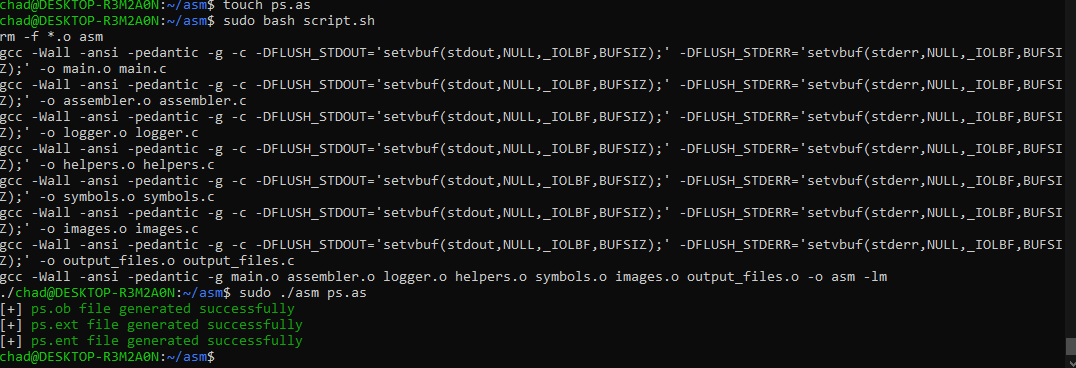 chad@DESKTOP-R3M2A0N:~/asm$ touch ps.as
chad@DESKTOP-R3M2A0N:~/asm$ sudo bash script.sh
rm -f *.o asm
gcc -Wall -ansi -pedantic -g -c -DFLUSH_STDOUT='setvbuf(stdout,NULL,_IOLBF,BUFSIZ);' -DFLUSH_STDERR='setvbuf(stderr,NULL,_IOLBF,BUFSI
Z);' -o main.o main.c
gcc -Wall -ansi -pedantic -g -c -DFLUSH_STDOUT='setvbuf(stdout,NULL,_IOLBF,BUFSIZ);' -DFLUSH_STDERR='setvbuf(stderr,NULL,_IOLBF,BUFSI
Z);' -o assembler.o assembler.c
gcc -Wall -ansi -pedantic -g -c -DFLUSH_STDOUT='setvbuf(stdout,NULL,_IOLBF,BUFSIZ);' -DFLUSH_STDERR='setvbuf(stderr,NULL,_IOLBF,BUFSI
Z);' -o logger.o logger.c
gcc -Wall -ansi -pedantic -g -c -DFLUSH_STDOUT='setvbuf(stdout,NULL,_IOLBF,BUFSIZ);' -DFLUSH_STDERR='setvbuf(stderr,NULL,_IOLBF,BUFSI
Z);' -o helpers.o helpers.c
gcc -Wall -ansi -pedantic -g -c -DFLUSH_STDOUT='setvbuf(stdout,NULL,_IOLBF,BUFSIZ);' -DFLUSH_STDERR='setvbuf(stderr,NULL,_IOLBF,BUFSI
Z);' -o symbols.o symbols.c
gcc -Wall -ansi -pedantic -g -c -DFLUSH_STDOUT='setvbuf(stdout,NULL,_IOLBF,BUFSIZ);' -DFLUSH_STDERR='setvbuf(stderr,NULL,_IOLBF,BUFSI
Z);' -o images.o images.c
gcc -Wall -ansi -pedantic -g -c -DFLUSH_STDOUT='setvbuf(stdout,NULL,_IOLBF,BUFSIZ);' -DFLUSH_STDERR='setvbuf(stderr,NULL,_IOLBF,BUFSI
Z);' -o output_files.o output_files.c
gcc -Wall -ansi -pedantic -g main.o assembler.o logger.o helpers.o symbols.o images.o output_files.o -o asm -lm
./chad@DESKTOP-R3M2A0N:~/asm$ sudo ./asm ps.as
[+] ps.ob file generated successfully
[+] ps.ext file generated successfully
[+] ps.ent file generated successfully
chad@DESKTOP-R3M2A0N:~/asm$